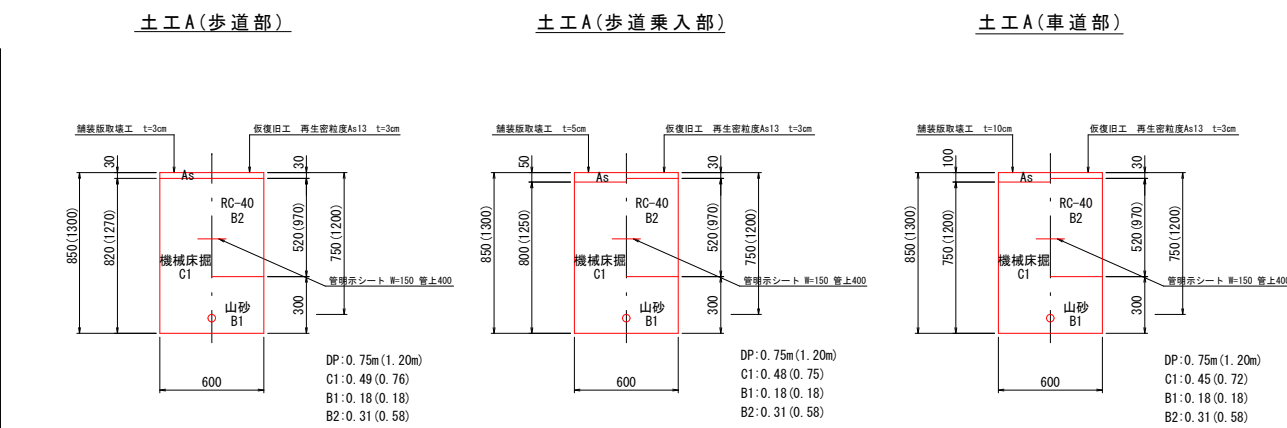 土工A(歩道部)
舗装版取壊工 t=3cm
仮復旧工 再生密粒度As13 t=3cm
30
30
As
RC-40
B2
850(1300)
820(1270)
520(970)
750(1200)
機械床掘
C1
管明示シート W=150 管上400
山砂
B1
300
600
DP:0.75m(1.20m)
C1:0.49(0.76)
B1:0.18(0.18)
B2:0.31(0.58)
土工A(歩道乗入部)
舗装版取壊工 t=5cm
仮復旧工 再生密粒度As13 t=3cm
50
30
As
RC-40
B2
850(1300)
800(1250)
520(970)
750(1200)
機械床掘
C1
管明示シート W=150 管上400
山砂
B1
300
600
DP:0.75m(1.20m)
C1:0.48(0.75)
B1:0.18(0.18)
B2:0.31(0.58)
土工A(車道部)
舗装版取壊工 t=10cm
仮復旧工 再生密粒度As13 t=3cm
100
30
As
RC-40
B2
850(1300)
750(1200)
520(970)
750(1200)
機械床掘
C1
管明示シート W=150 管上400
山砂
B1
300
600
DP:0.75m(1.20m)
C1:0.45(0.72)
B1:0.18(0.18)
B2:0.31(0.58)